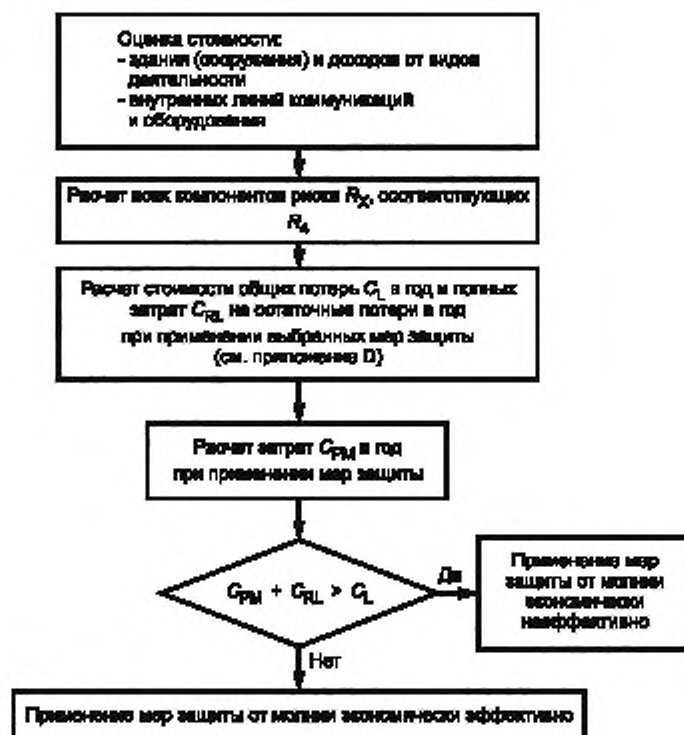 Оценка стоимости:
- здания (сооружения) и доходов от видов
деятельности
- внутренних линий коммуникаций
и оборудования
Расчет всех компонентов риска R_X, соответствующих
R_4
Расчет стоимости общих потерь C_L в год и полных
затрат C_RL на остаточные потери в год
при применении выбранных мер защиты
(см. приложение D)
Расчет затрат C_PM в год
при применении мер защиты
C_PM + C_RL > C_L
Да
Применение мер
защиты от молнии
экономически
неэффективно
Нет
Применение мер защиты от молнии экономически эффективно